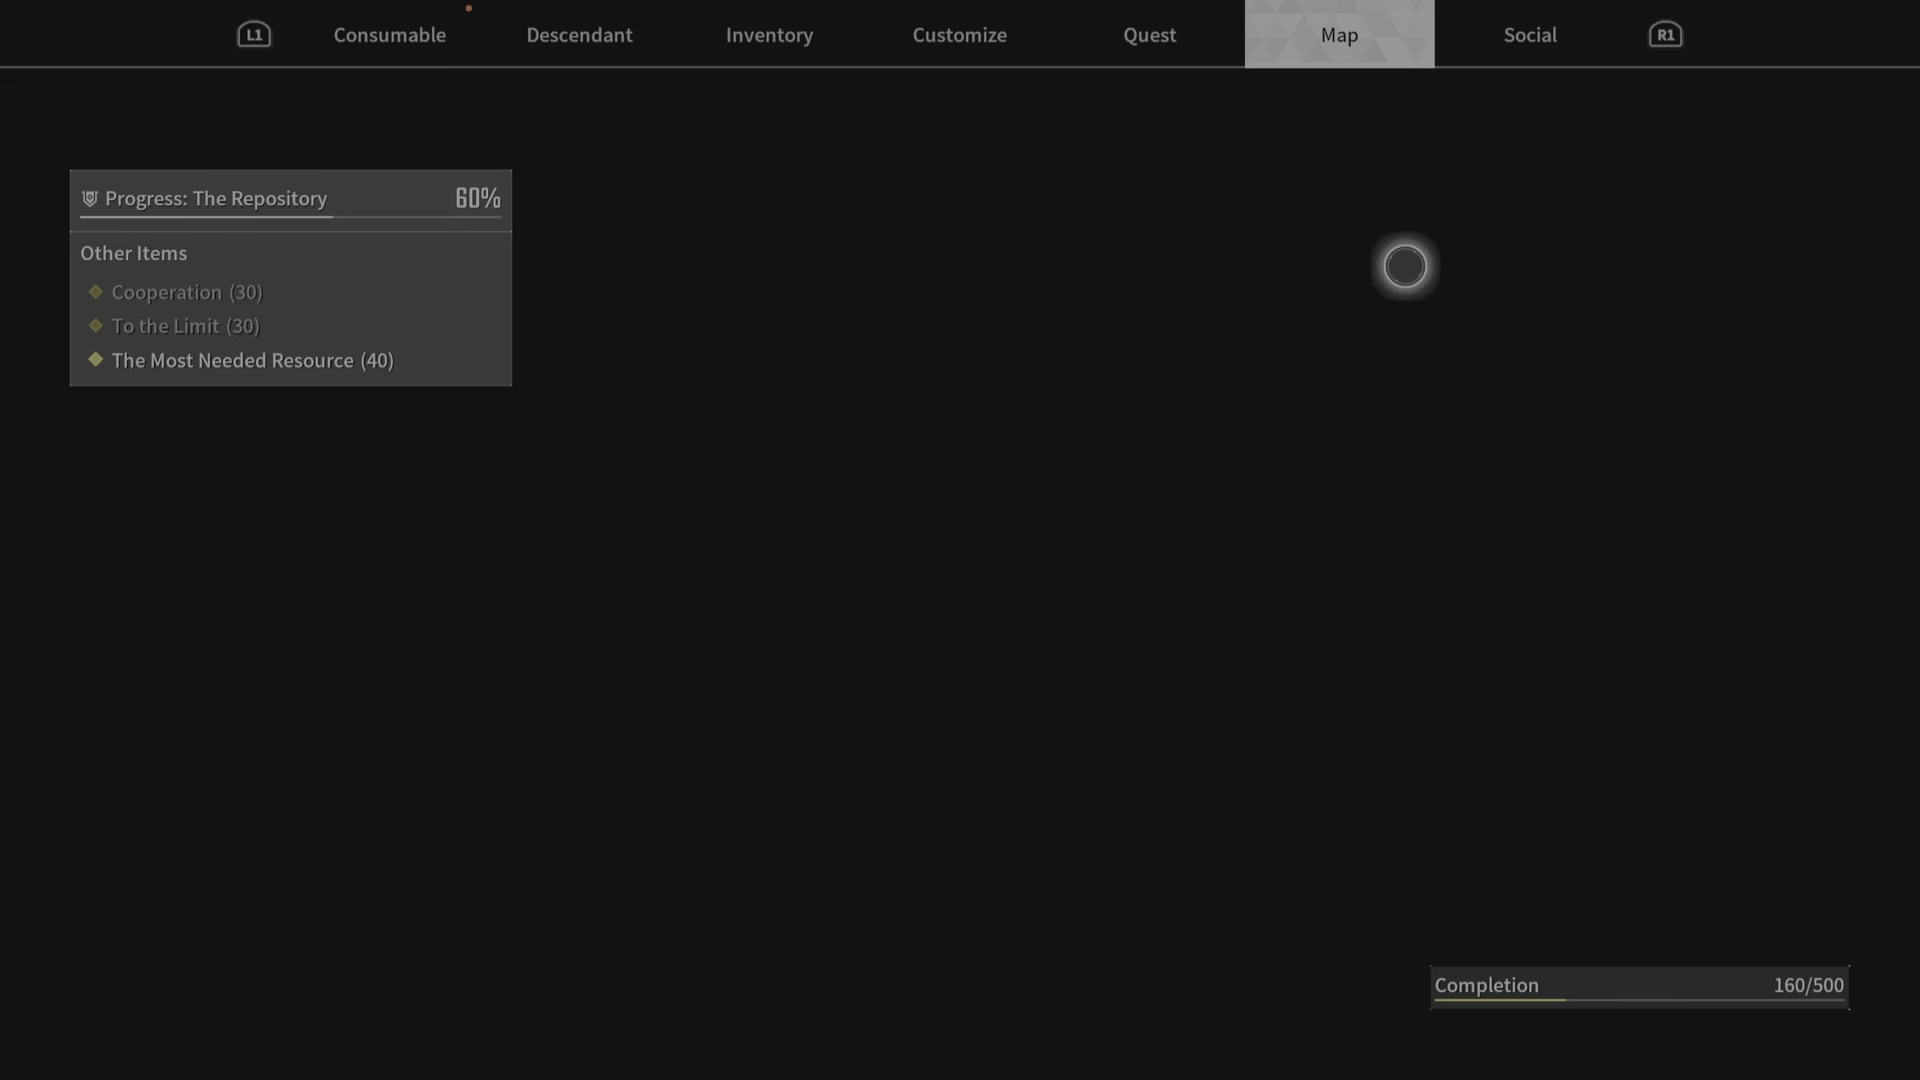 L1 Consumable Descendant Inventory Customize Quest Map Social R1
Progress: The Repository 60%
Other Items
Cooperation (30)
To the Limit (30)
The Most Needed Resource (40)
Completion 160/500